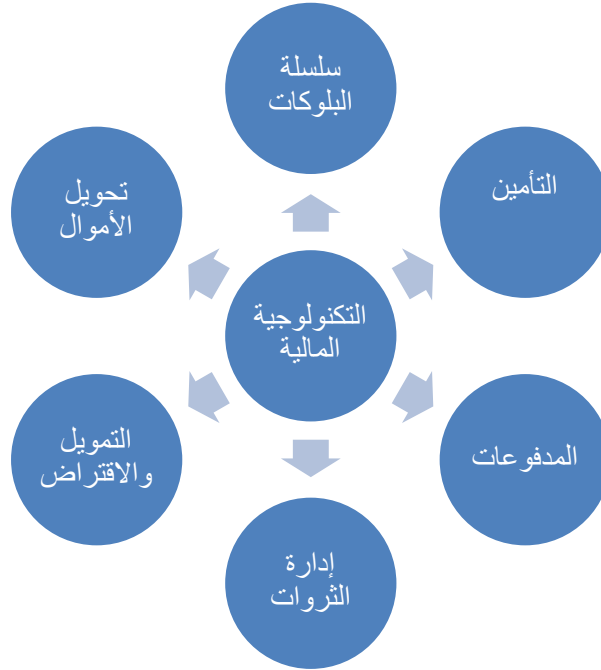 سلسلة
البلوكات
التأمين
تحويل
الأموال
التكنولوجية
المالية
المدفوعات
التمويل
والاقتراض
إدارة
الثروات